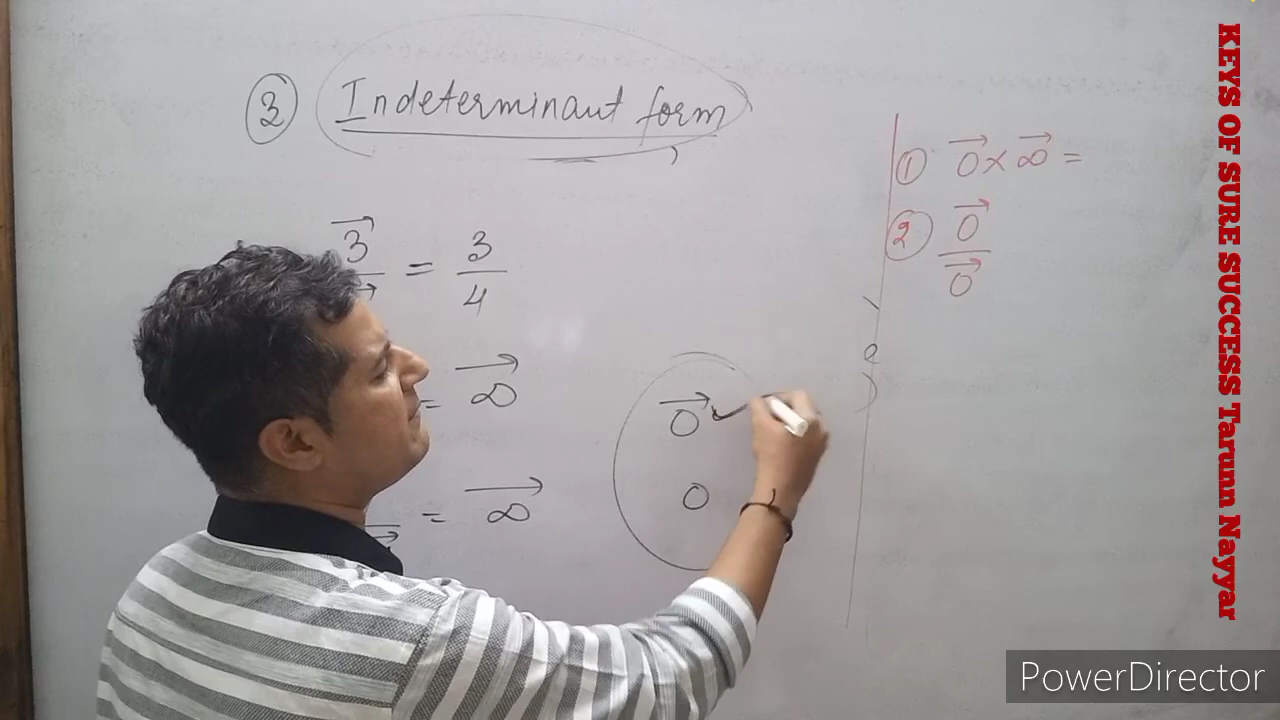 ③ Indeterminant form
3⃗ = 3/4
= ∞⃗
= ∞⃗
0⃗
0
① 0⃗ × ∞⃗ =
② 0⃗/0⃗
KEYS OF SURE SUCCESS Tarunn Nayyar
PowerDirector